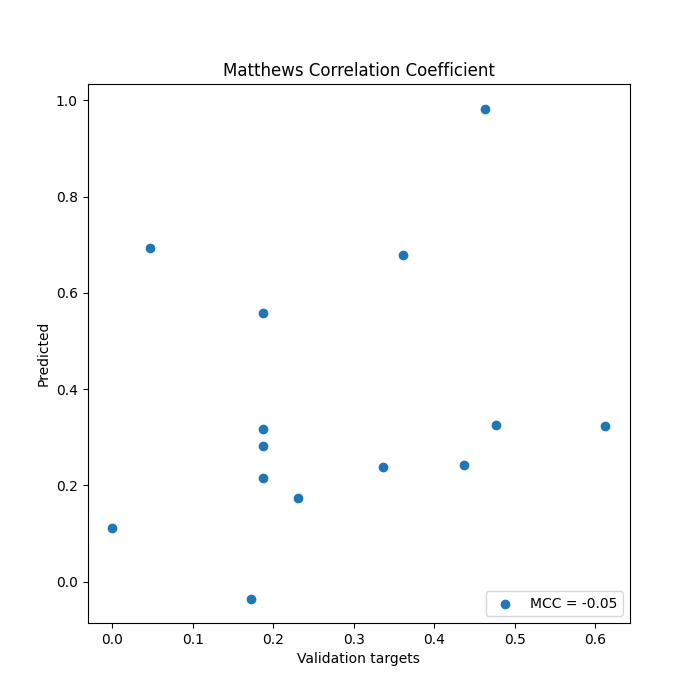 Matthews Correlation Coefficient
1.0
0.8
0.6
0.4
0.2
0.0
Predicted
MCC = -0.05
0.0 0.1 0.2 0.3 0.4 0.5 0.6
Validation targets